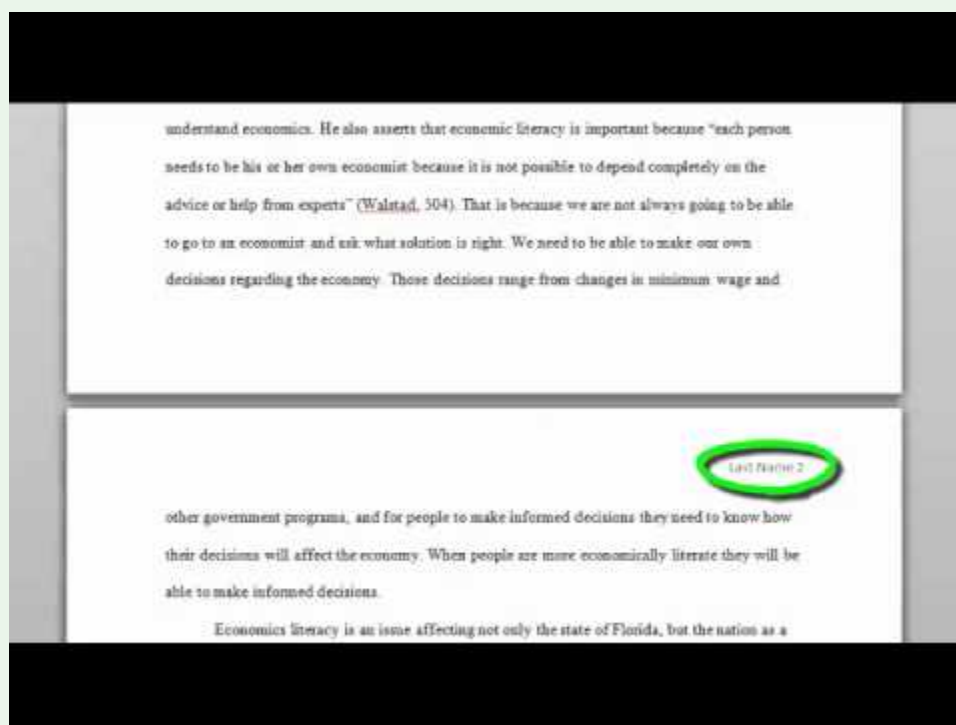 understand economics. He also asserts that economic literacy is important because "each person
needs to be his or her own economist because it is not possible to depend completely on the
advice or help from experts" (Walstad, 504). That is because we are not always going to be able
to go to an economist and ask what solution is right. We need to be able to make our own
decisions regarding the economy. Those decisions range from changes in minimum wage and
Last Name 2
other government programs, and for people to make informed decisions they need to know how
their decisions will affect the economy. When people are more economically literate they will be
able to make informed decisions.
Economics literacy is an issue affecting not only the state of Florida, but the nation as a